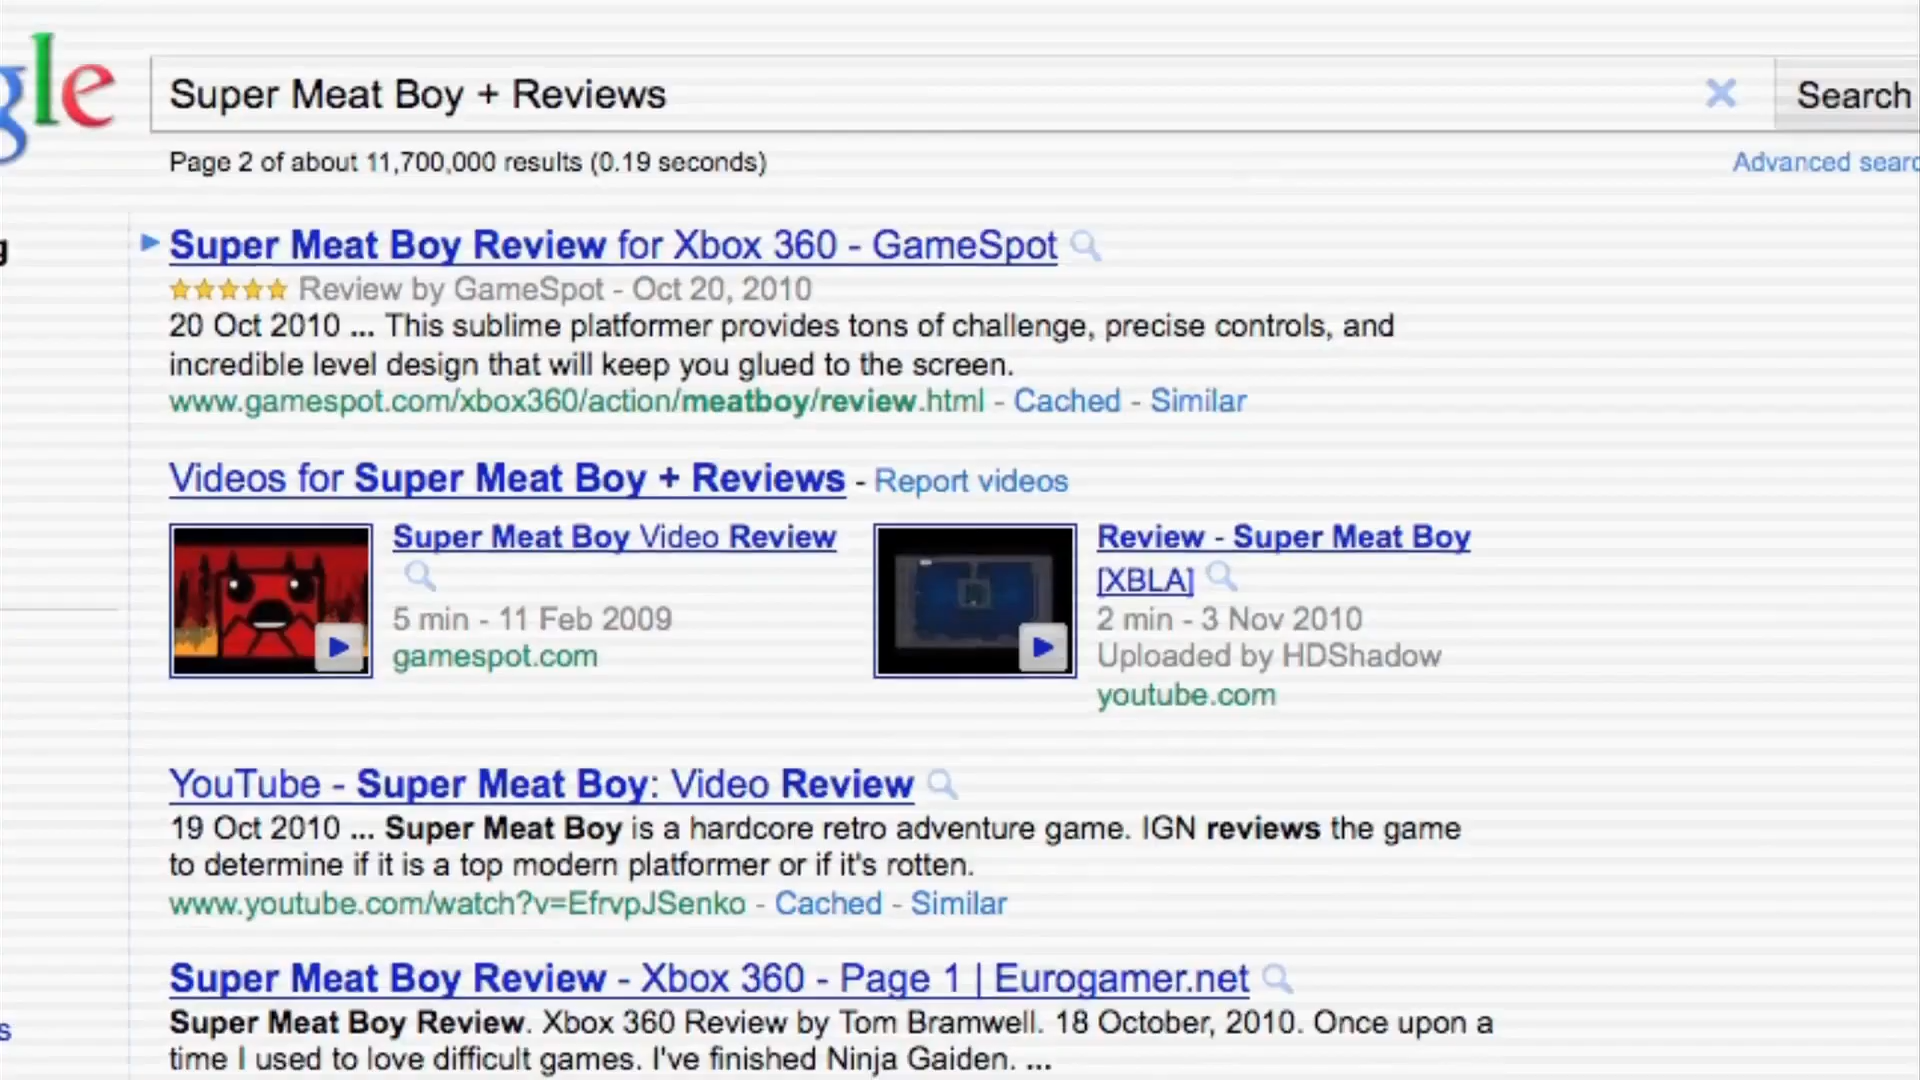 gle
Super Meat Boy + Reviews
Search
Page 2 of about 11,700,000 results (0.19 seconds)
Advanced searc
Super Meat Boy Review for Xbox 360 - GameSpot
Review by GameSpot - Oct 20, 2010
20 Oct 2010 ... This sublime platformer provides tons of challenge, precise controls, and
incredible level design that will keep you glued to the screen.
www.gamespot.com/xbox360/action/meatboy/review.html - Cached - Similar
Videos for Super Meat Boy + Reviews - Report videos
Super Meat Boy Video Review
5 min - 11 Feb 2009
gamespot.com
Review - Super Meat Boy
[XBLA]
2 min - 3 Nov 2010
Uploaded by HDShadow
youtube.com
YouTube - Super Meat Boy: Video Review
19 Oct 2010 ... Super Meat Boy is a hardcore retro adventure game. IGN reviews the game
to determine if it is a top modern platformer or if it's rotten.
www.youtube.com/watch?v=EfrvpJSenko - Cached - Similar
Super Meat Boy Review - Xbox 360 - Page 1 | Eurogamer.net
Super Meat Boy Review. Xbox 360 Review by Tom Bramwell. 18 October, 2010. Once upon a
time I used to love difficult games. I've finished Ninja Gaiden. ...